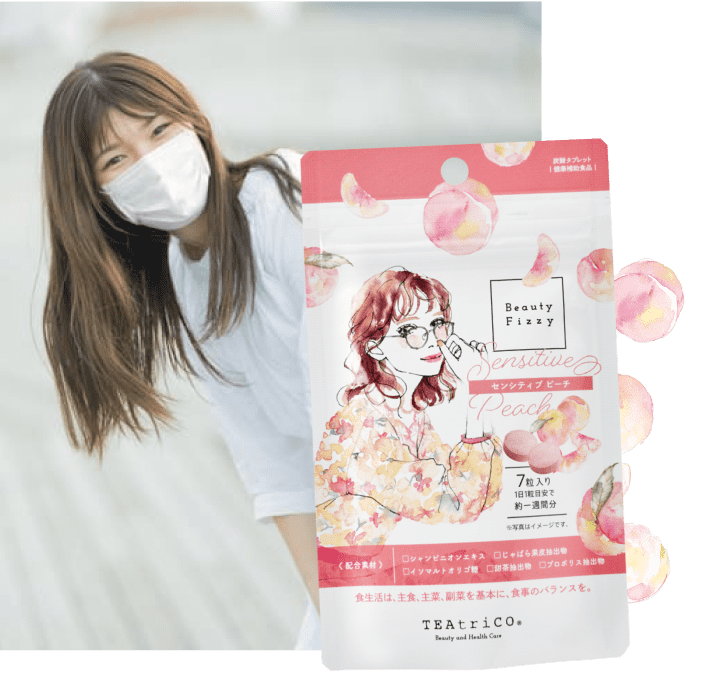 炭酸タブレット
［健康補助食品］
Beauty
Fizzy
Sensitive
センシティブ ピーチ
Peach
7粒入り
1日1粒目安で
約一週間分
※写真はイメージです。
〈配合素材〉
□シャンピニオンエキス □じゃばら果皮抽出物
□イソマルトオリゴ糖 □甜茶抽出物 □プロポリス抽出物
食生活は、主食、主菜、副菜を基本に、食事のバランスを。
TEAtriCO®
Beauty and Health Care